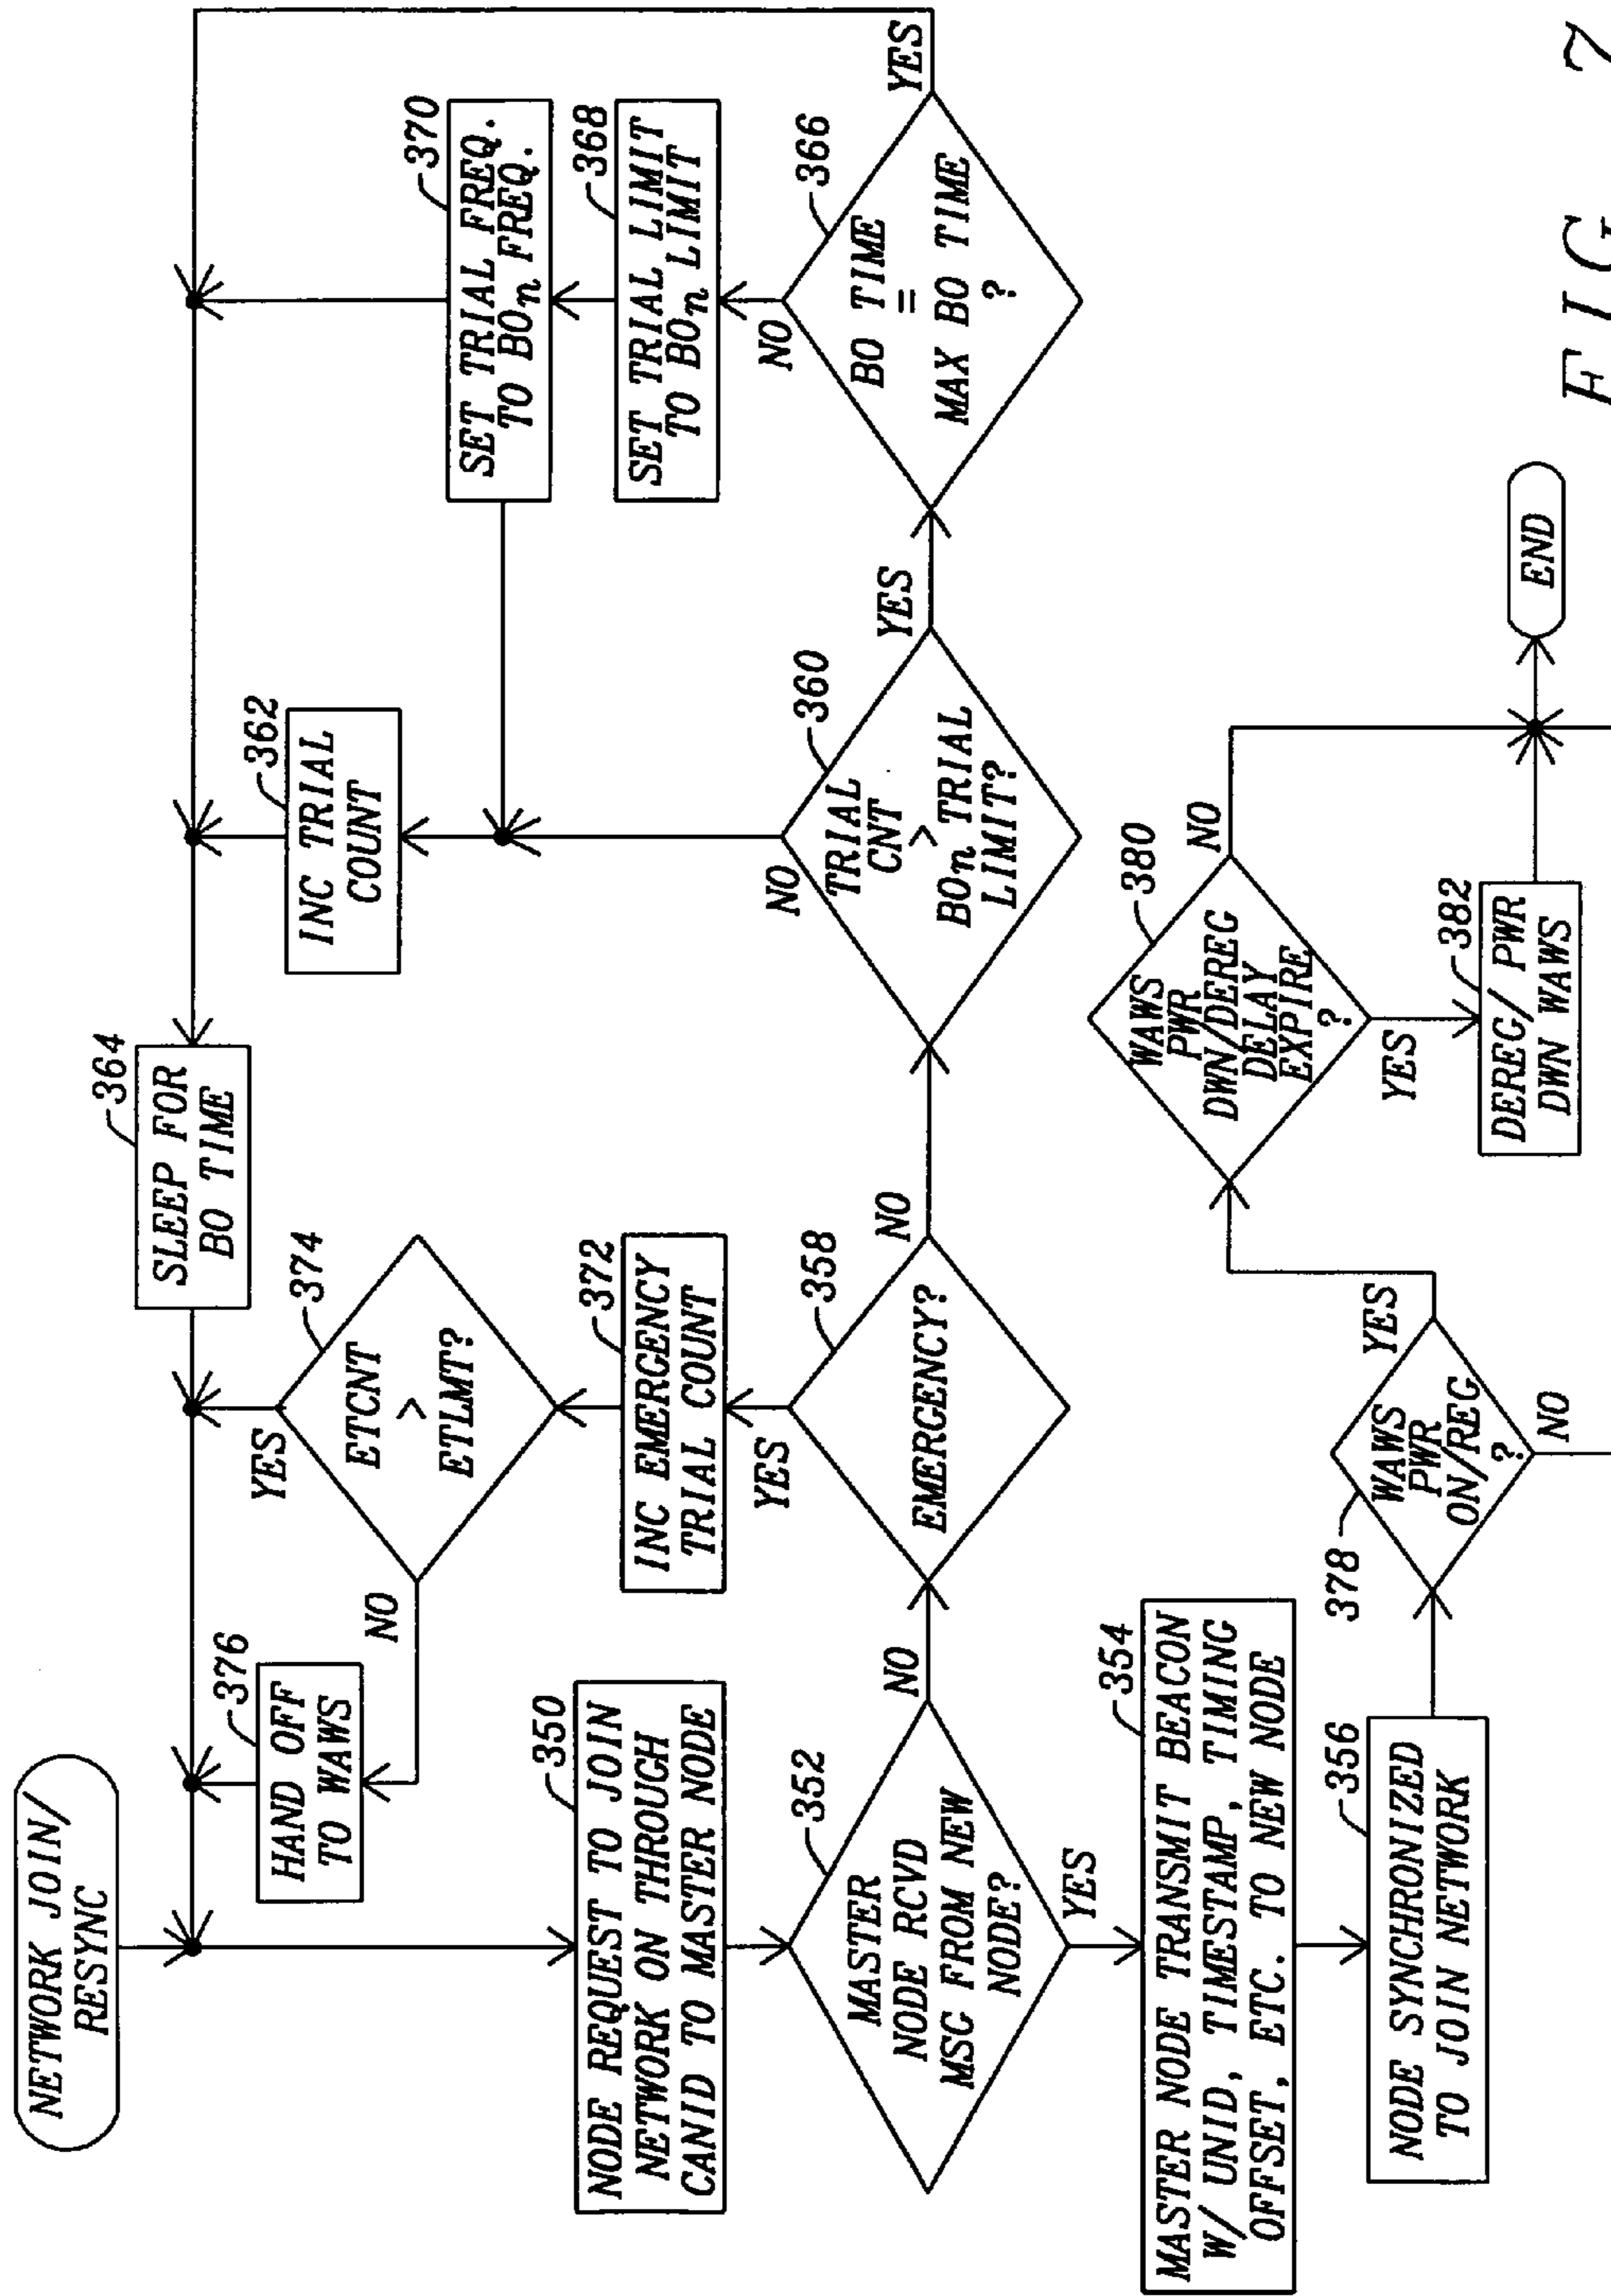 NETWORK JOIN/
RESYNC
376
HAND OFF
TO WAWS
NO
YES
374
ETCNT
>
ETLMT?
364
SLEEP FOR
BO TIME
362
INC TRIAL
COUNT
370
SET TRIAL FREQ.
TO BOn FREQ.
368
SET TRIAL LIMIT
TO BOn LIMIT
350
NODE REQUEST TO JOIN
NETWORK ON THROUGH
CANID TO MASTER NODE
372
INC EMERGENCY
TRIAL COUNT
352
MASTER
NODE RCVD
MSG FROM NEW
NODE?
NO
YES
358
EMERGENCY?
YES
NO
360
TRIAL
CNT
>
BOn TRIAL
LIMIT?
NO
YES
366
BO TIME
=
MAX BO TIME
?
NO
YES
354
MASTER NODE TRANSMIT BEACON
W/ UNID, TIMESTAMP, TIMING
OFFSET, ETC. TO NEW NODE
356
NODE SYNCHRONIZED
TO JOIN NETWORK
378
WAWS
PWR
ON/REG
?
YES
NO
380
WAWS
PWR
DWN/DEREG
DELAY
EXPIRE
?
NO
YES
382
DEREG/ PWR
DWN WAWS
END
FIG 7